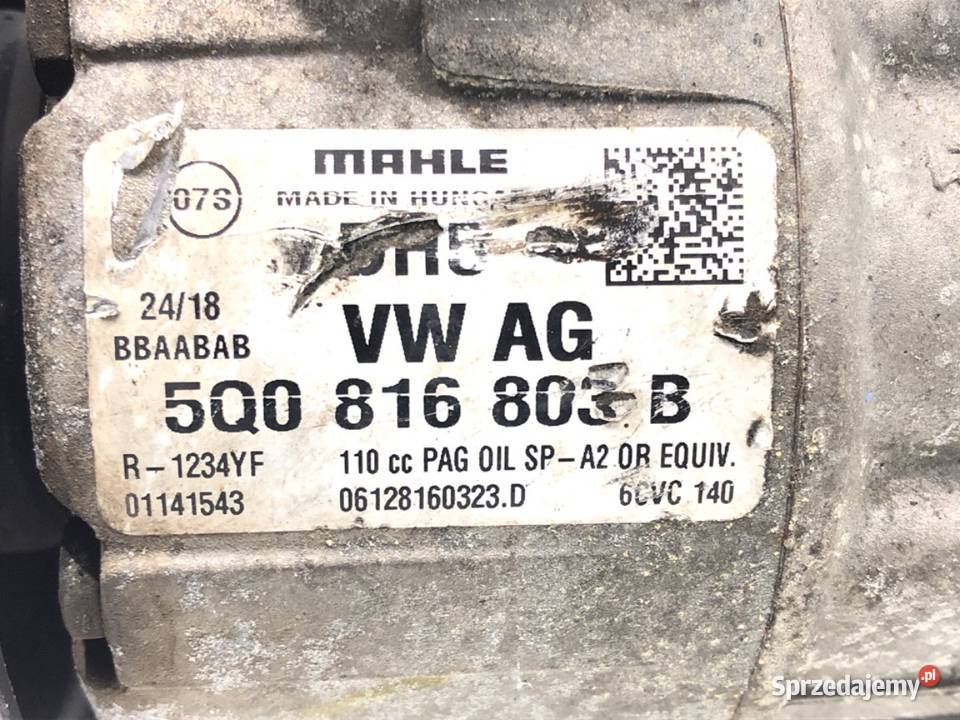 MAHLE
07S
MADE IN
24/18
VW AG
BBAABAB
5Q0 816 803 B
R-1234YF 110 cc PAG OIL SP-A2 OR EQUIV.
01141543 06128160323.D 6CVC 140
Sprzedajemy.pl